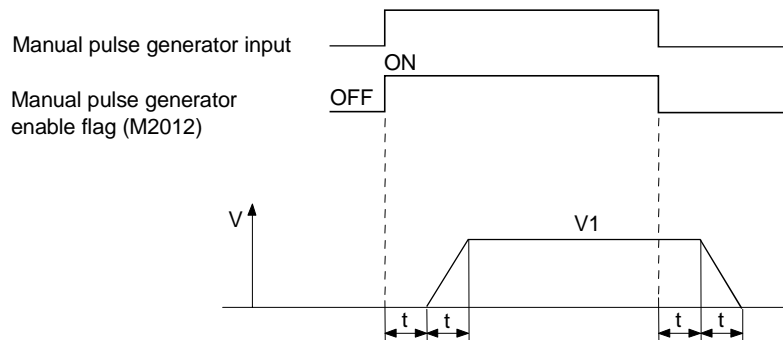 Manual pulse generator input
ON
Manual pulse generator OFF
enable flag (M2012)
V
V1
t t t t